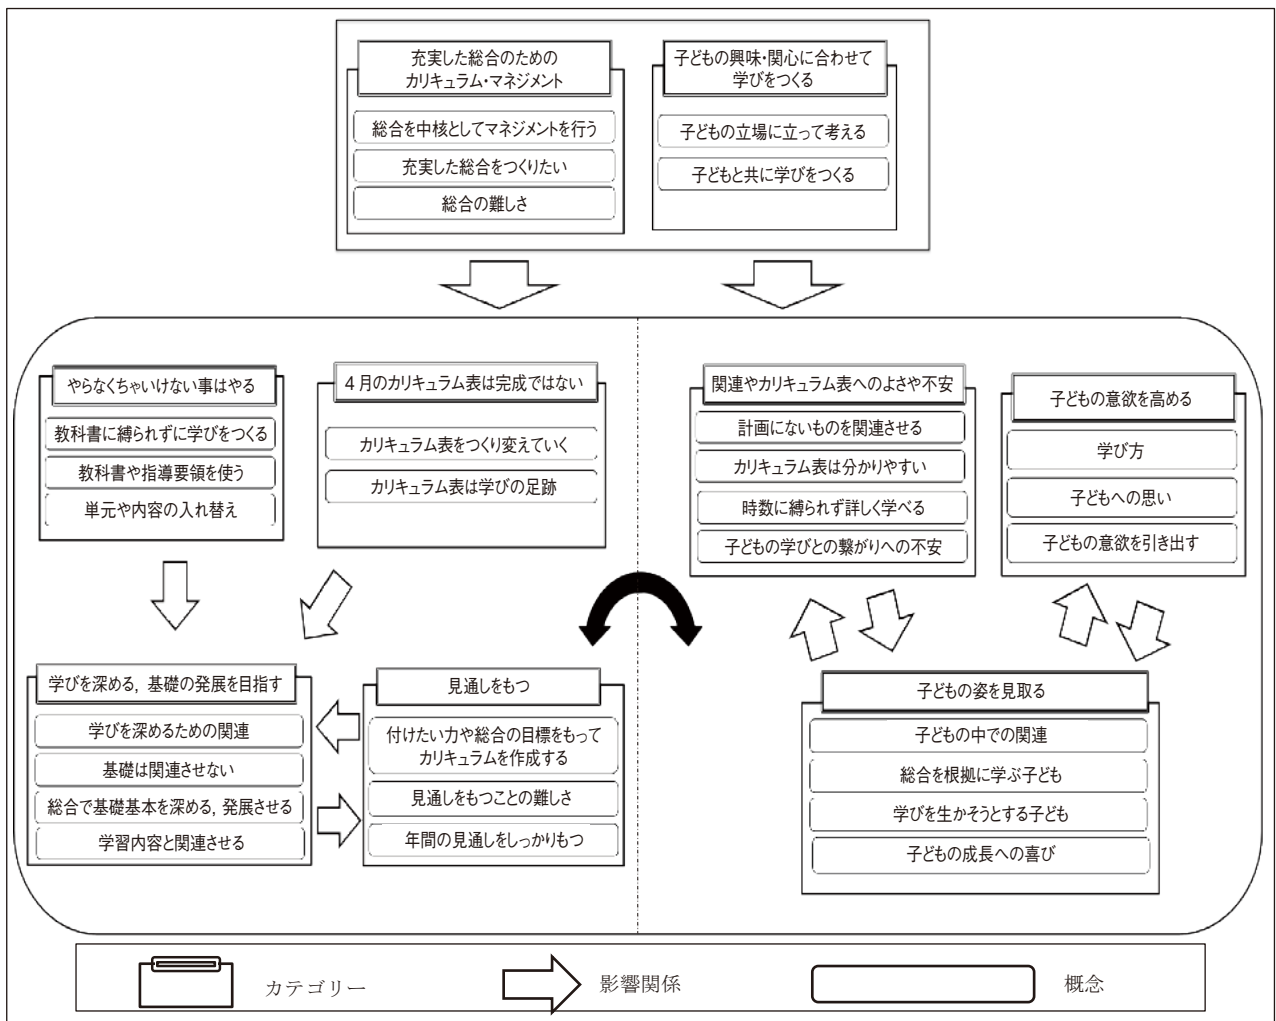 充実した総合のための
カリキュラム・マネジメント
総合を中核としてマネジメントを行う
充実した総合をつくりたい
総合の難しさ
子どもの興味・関心に合わせて
学びをつくる
子どもの立場に立って考える
子どもと共に学びをつくる
やらなくちゃいけない事はやる
教科書に縛られずに学びをつくる
教科書や指導要領を使う
単元や内容の入れ替え
4月のカリキュラム表は完成ではない
カリキュラム表をつくり変えていく
カリキュラム表は学びの足跡
関連やカリキュラム表へのよさや不安
計画にないものを関連させる
カリキュラム表は分かりやすい
時数に縛られず詳しく学べる
子どもの学びとの繋がりへの不安
子どもの意欲を高める
学び方
子どもへの思い
子どもの意欲を引き出す
学びを深める，基礎の発展を目指す
学びを深めるための関連
基礎は関連させない
総合で基礎基本を深める，発展させる
学習内容と関連させる
見通しをもつ
付けたい力や総合の目標をもって
カリキュラムを作成する
見通しをもつことの難しさ
年間の見通しをしっかりもつ
子どもの姿を見取る
子どもの中での関連
総合を根拠に学ぶ子ども
学びを生かそうとする子ども
子どもの成長への喜び
カテゴリー
影響関係
概念